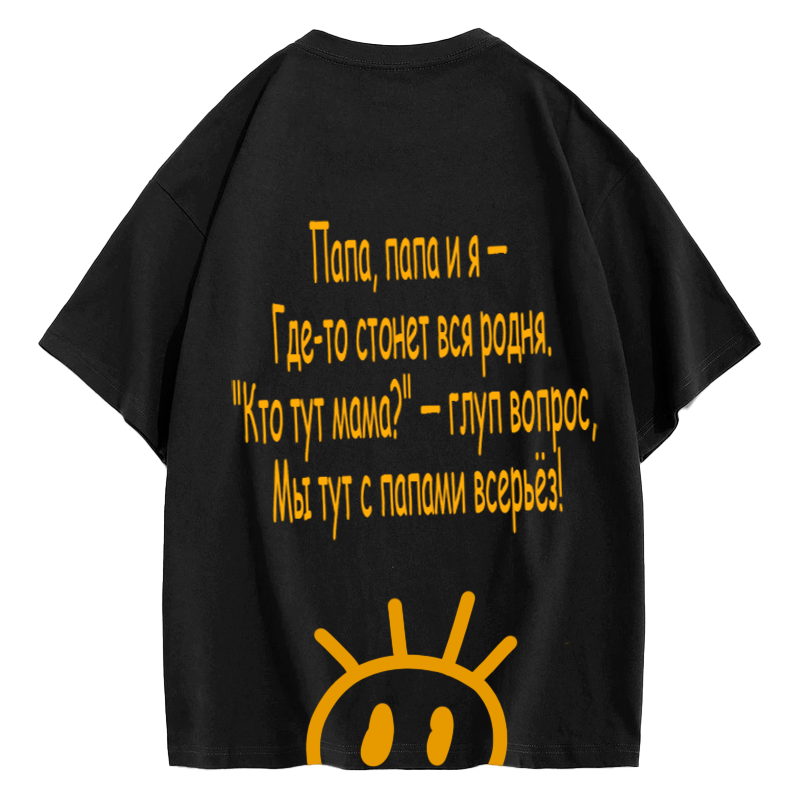 Папа, папа и я –
Где-то стонет вся родня.
"Кто тут мама?" – глуп вопрос,
Мы тут с папами всерьёз!